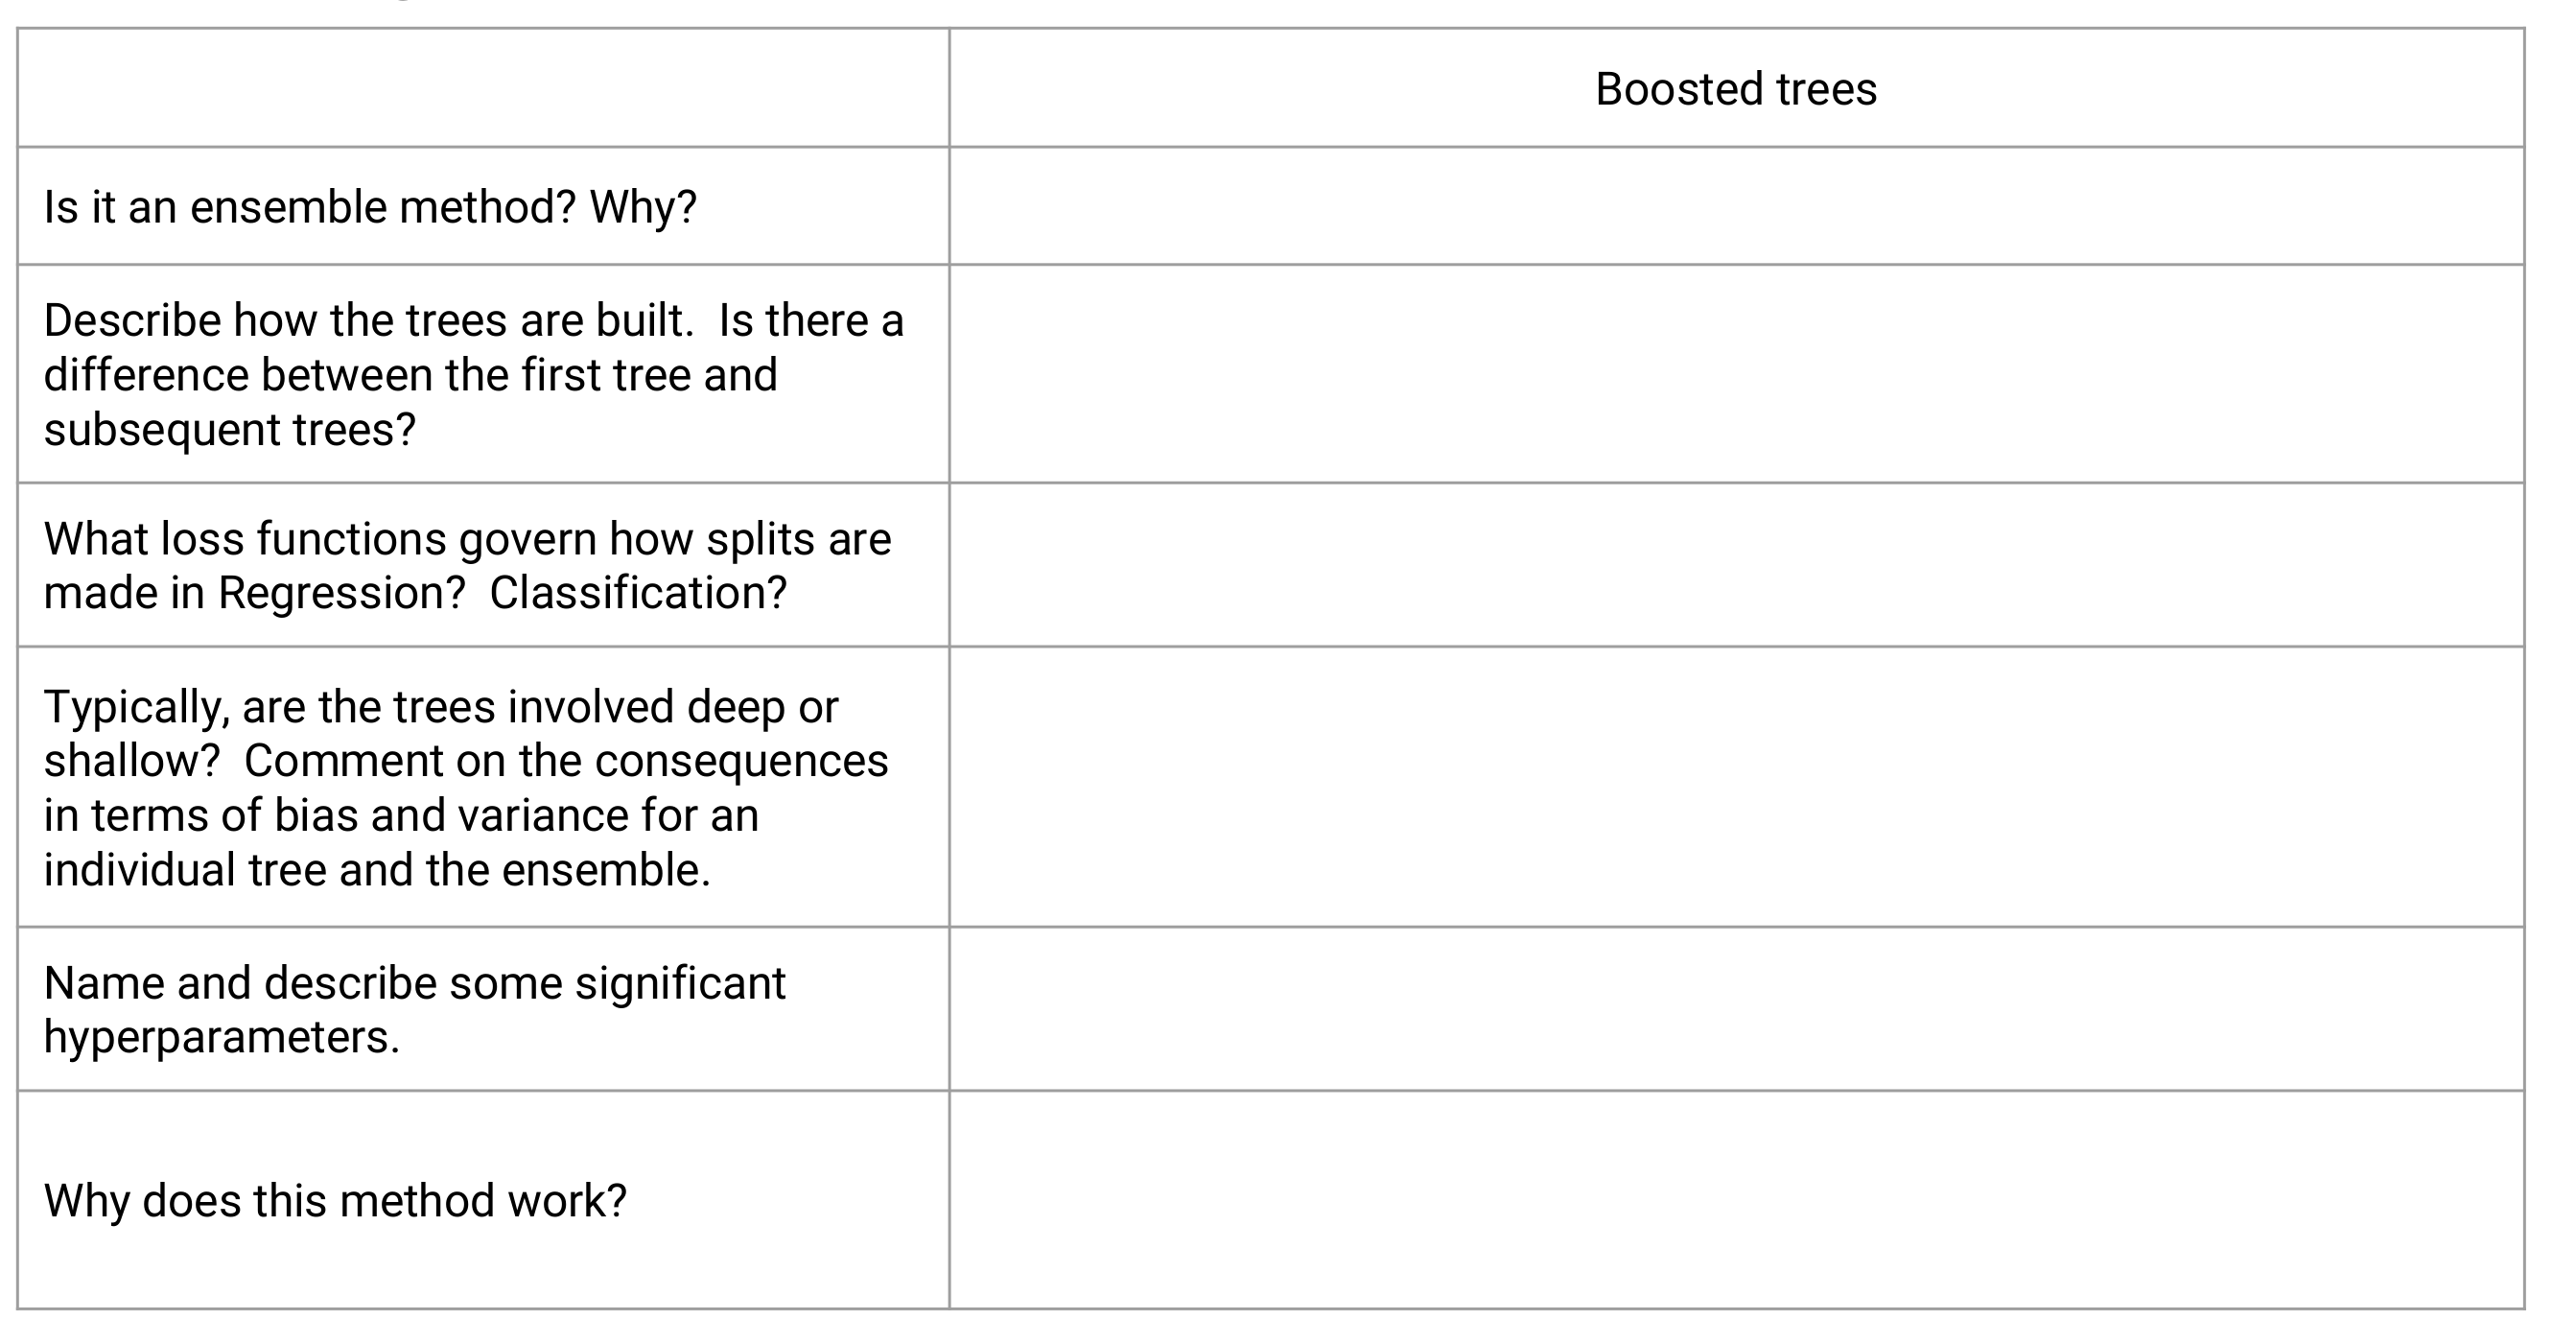 Boosted trees
Is it an ensemble method? Why?
Describe how the trees are built.  Is there a
difference between the first tree and
subsequent trees?
What loss functions govern how splits are
made in Regression?  Classification?
Typically, are the trees involved deep or
shallow?  Comment on the consequences
in terms of bias and variance for an
individual tree and the ensemble.
Name and describe some significant
hyperparameters.
Why does this method work?